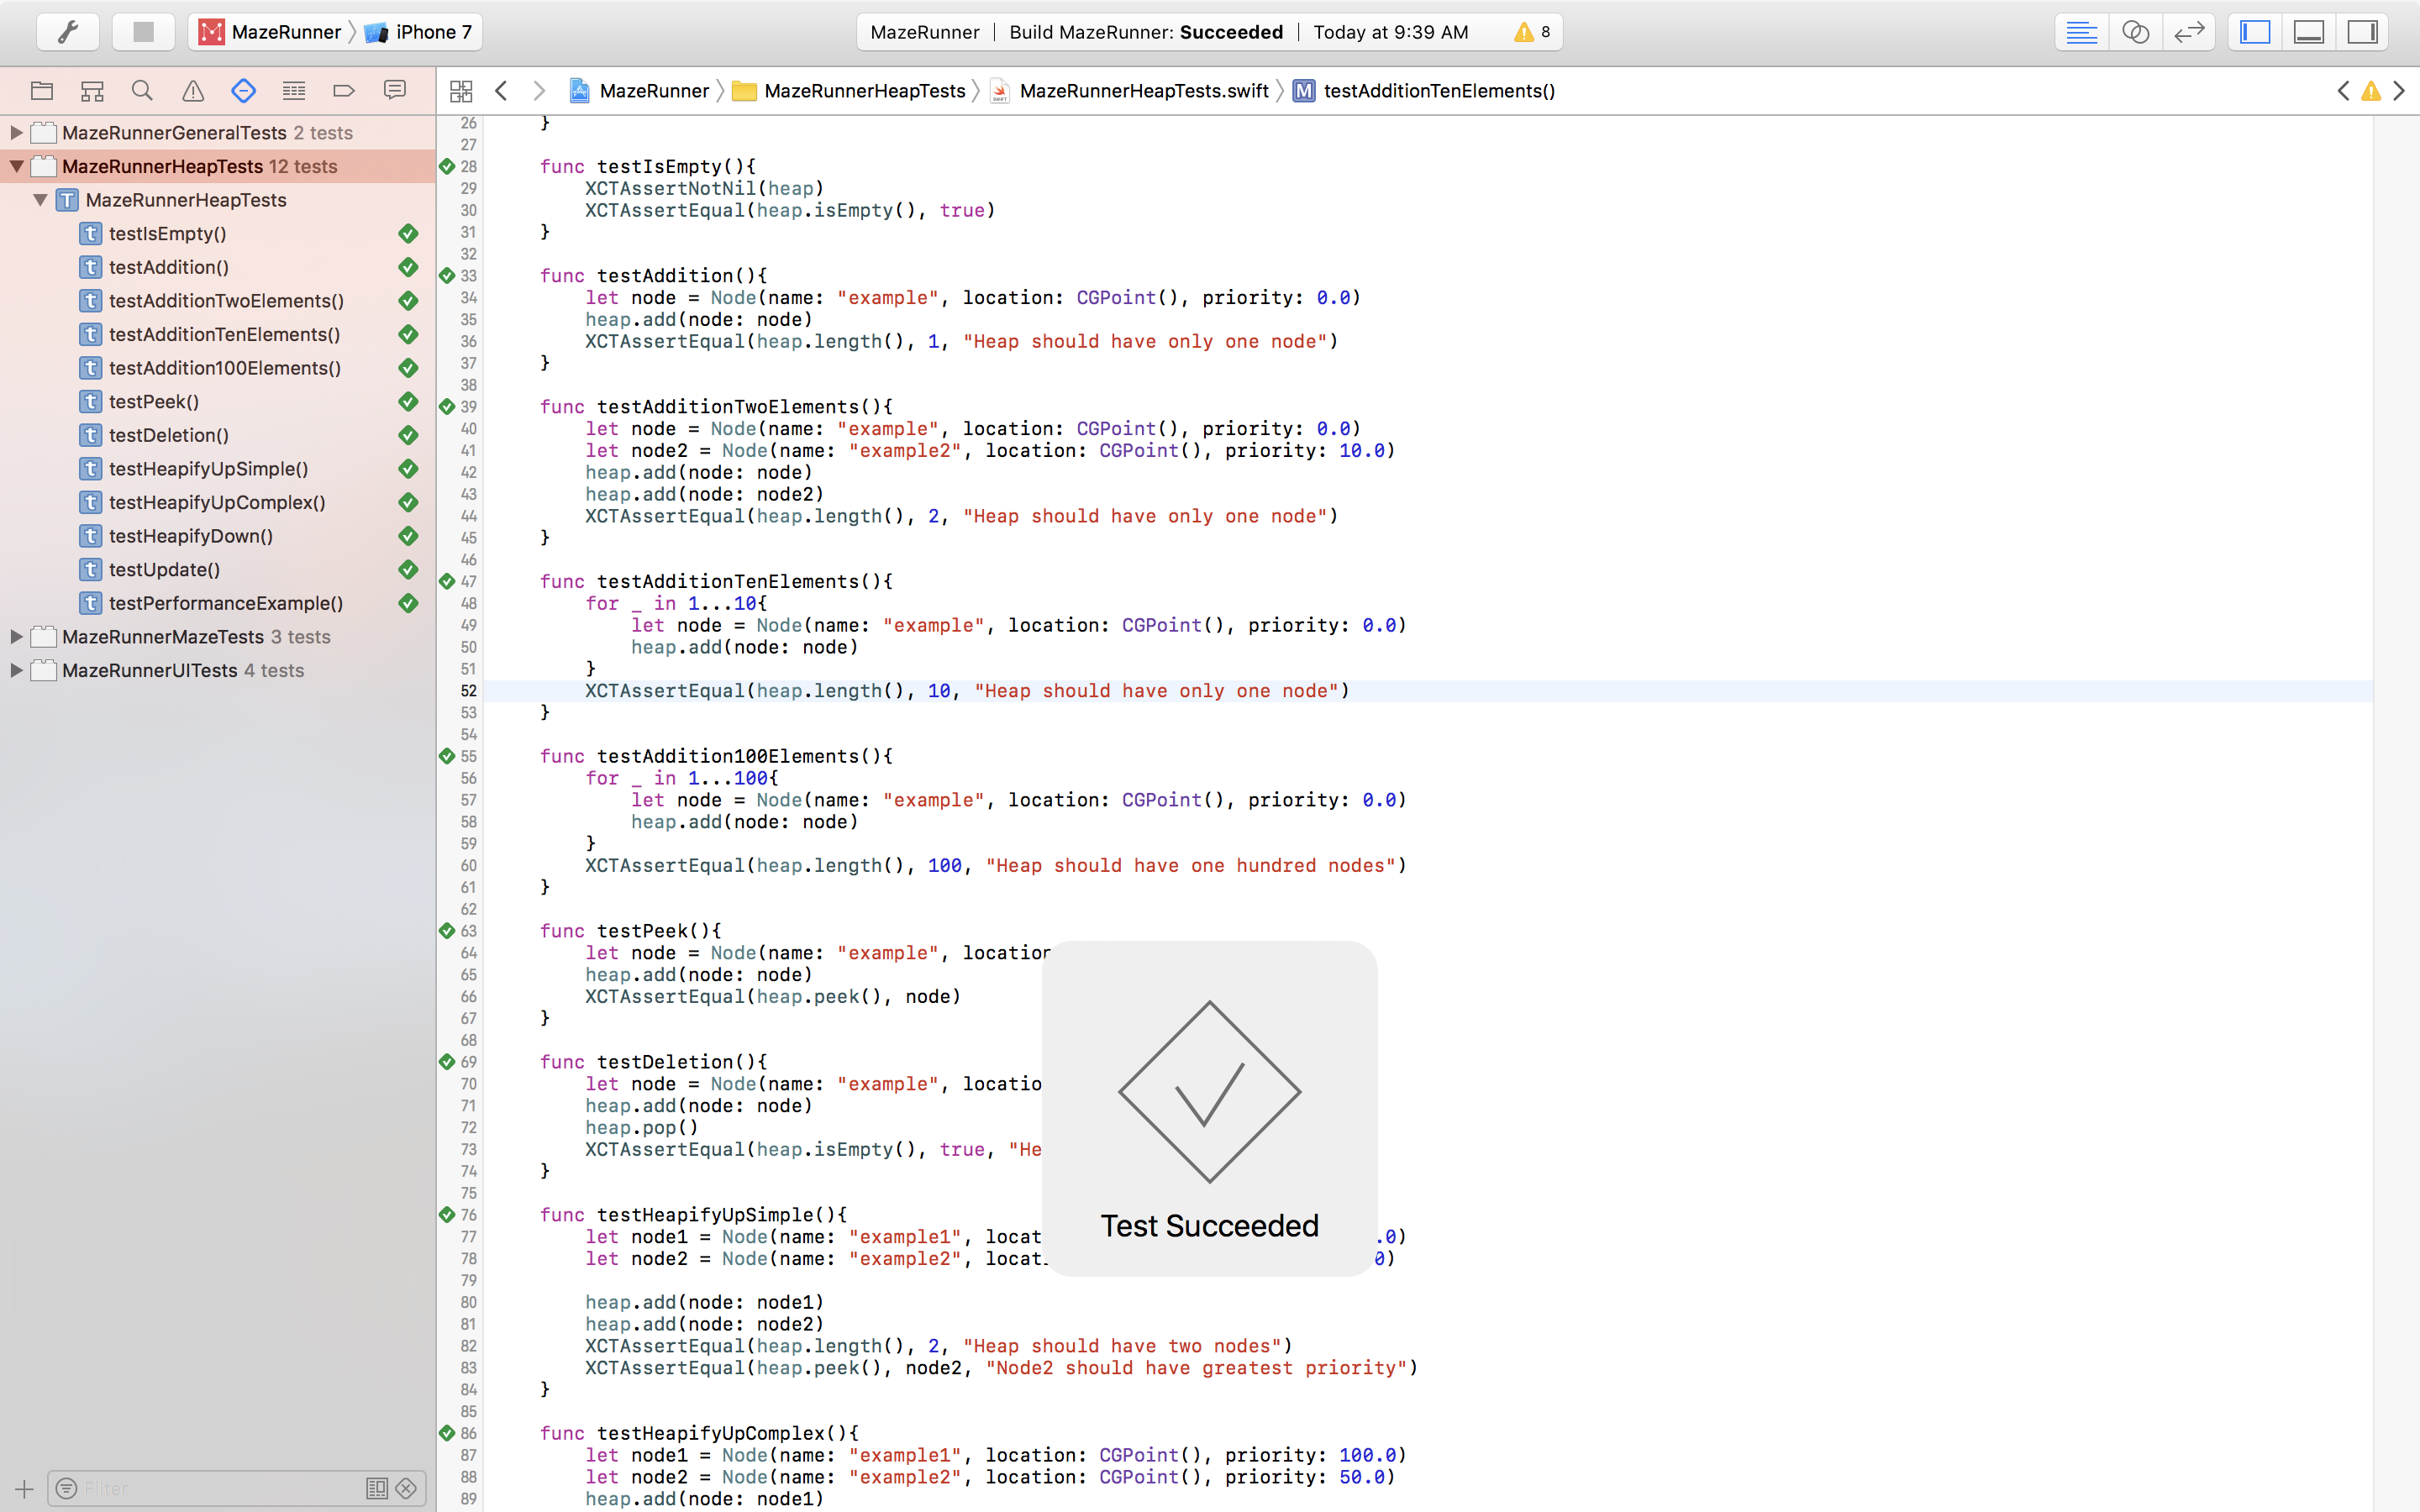 MazeRunner iPhone 7
MazeRunner Build MazeRunner: Succeeded Today at 9:39 AM 8
MazeRunner MazeRunnerHeapTests MazeRunnerHeapTests.swift M testAdditionTenElements()
MazeRunnerGeneralTests 2 tests
MazeRunnerHeapTests 12 tests
T MazeRunnerHeapTests
t testIsEmpty()
t testAddition()
t testAdditionTwoElements()
t testAdditionTenElements()
t testAddition100Elements()
t testPeek()
t testDeletion()
t testHeapifyUpSimple()
t testHeapifyUpComplex()
t testHeapifyDown()
t testUpdate()
t testPerformanceExample()
MazeRunnerMazeTests 3 tests
MazeRunnerUITests 4 tests
Filter
26 }
27
28 func testIsEmpty(){
29 XCTAssertNotNil(heap)
30 XCTAssertEqual(heap.isEmpty(), true)
31 }
32
33 func testAddition(){
34 let node = Node(name: "example", location: CGPoint(), priority: 0.0)
35 heap.add(node: node)
36 XCTAssertEqual(heap.length(), 1, "Heap should have only one node")
37 }
38
39 func testAdditionTwoElements(){
40 let node = Node(name: "example", location: CGPoint(), priority: 0.0)
41 let node2 = Node(name: "example2", location: CGPoint(), priority: 10.0)
42 heap.add(node: node)
43 heap.add(node: node2)
44 XCTAssertEqual(heap.length(), 2, "Heap should have only one node")
45 }
46
47 func testAdditionTenElements(){
48 for _ in 1...10{
49 let node = Node(name: "example", location: CGPoint(), priority: 0.0)
50 heap.add(node: node)
51 }
52 XCTAssertEqual(heap.length(), 10, "Heap should have only one node")
53 }
54
55 func testAddition100Elements(){
56 for _ in 1...100{
57 let node = Node(name: "example", location: CGPoint(), priority: 0.0)
58 heap.add(node: node)
59 }
60 XCTAssertEqual(heap.length(), 100, "Heap should have one hundred nodes")
61 }
62
63 func testPeek(){
64 let node = Node(name: "example", location
65 heap.add(node: node)
66 XCTAssertEqual(heap.peek(), node)
67 }
68
69 func testDeletion(){
70 let node = Node(name: "example", locatio
71 heap.add(node: node)
72 heap.pop()
73 XCTAssertEqual(heap.isEmpty(), true, "He
74 }
75
76 func testHeapifyUpSimple(){
77 let node1 = Node(name: "example1", locat .0)
78 let node2 = Node(name: "example2", locat 0)
79
80 heap.add(node: node1)
81 heap.add(node: node2)
82 XCTAssertEqual(heap.length(), 2, "Heap should have two nodes")
83 XCTAssertEqual(heap.peek(), node2, "Node2 should have greatest priority")
84 }
85
86 func testHeapifyUpComplex(){
87 let node1 = Node(name: "example1", location: CGPoint(), priority: 100.0)
88 let node2 = Node(name: "example2", location: CGPoint(), priority: 50.0)
89 heap.add(node: node1)
Test Succeeded